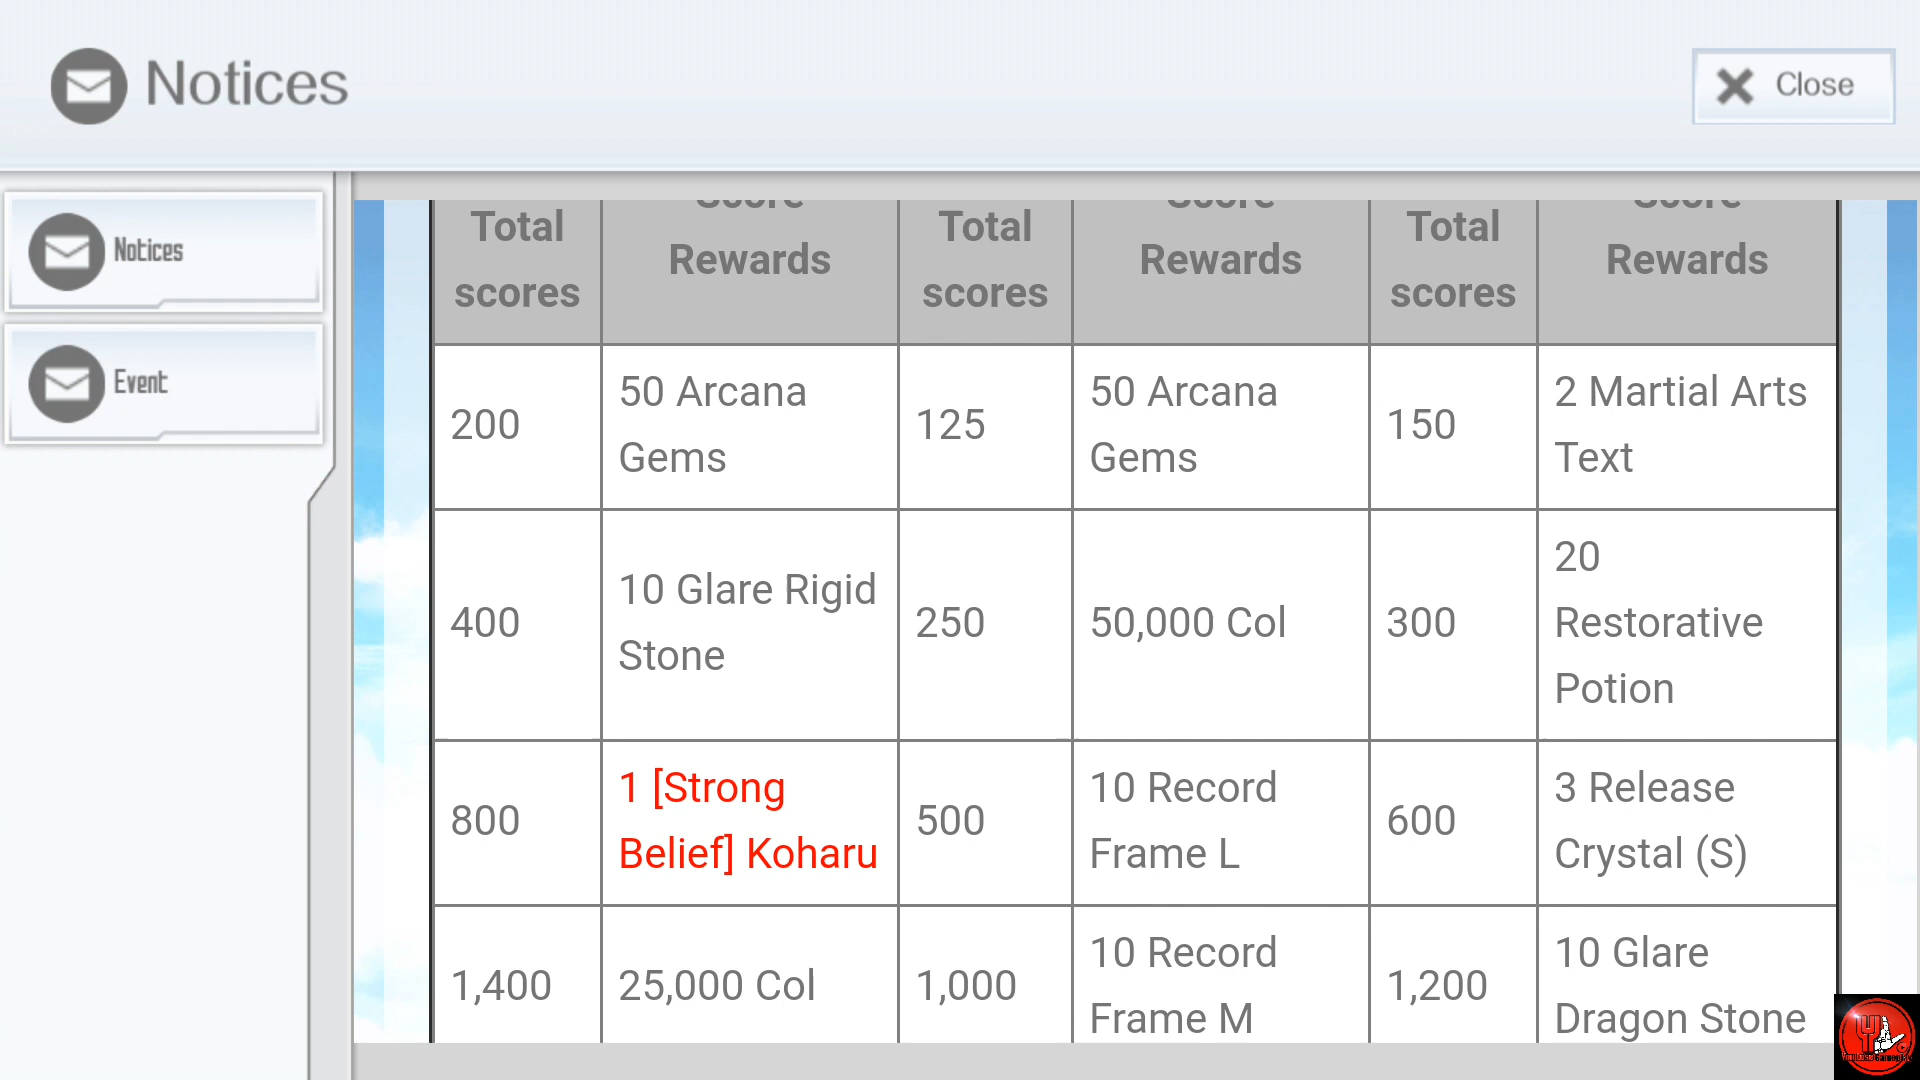 Notices
Close
Notices
Event
Score
Score
Score
Total
Total
Total
Rewards
Rewards
Rewards
scores
scores
scores
200
50 Arcana
Gems
125
50 Arcana
Gems
150
2 Martial Arts
Text
400
10 Glare Rigid
Stone
250
50,000 Col
300
20
Restorative
Potion
800
1 [Strong
Belief] Koharu
500
10 Record
Frame L
600
3 Release
Crystal (S)
1,400
25,000 Col
1,000
10 Record
Frame M
1,200
10 Glare
Dragon Stone